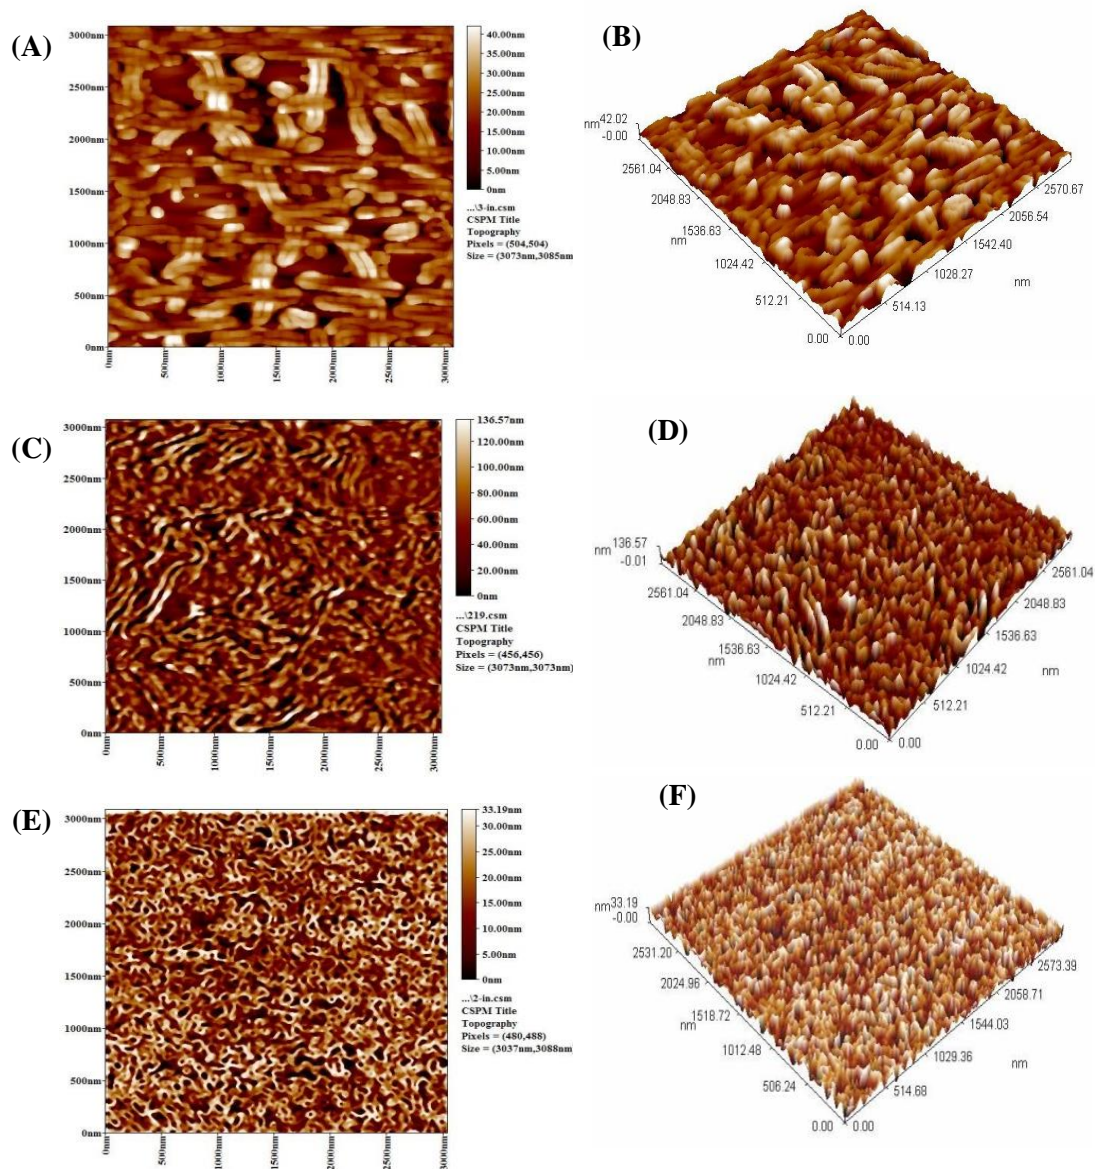 (A)
3000nm
2500nm
2000nm
1500nm
1000nm
500nm
0nm
0nm
500nm
1000nm
1500nm
2000nm
2500nm
3000nm
40.00nm
35.00nm
30.00nm
25.00nm
20.00nm
15.00nm
10.00nm
5.00nm
0nm
...\3-in.csm
CSPM Title
Topography
Pixels = (504,504)
Size = (3073nm,3085nm
(B)
nm 42.02
-0.00
2561.04
2048.83
1536.63
nm
1024.42
512.21
0.00
0.00
514.13
1028.27
1542.40
2056.54
2570.67
nm
(C)
3000nm
2500nm
2000nm
1500nm
1000nm
500nm
0nm
0nm
500nm
1000nm
1500nm
2000nm
2500nm
3000nm
136.57nm
120.00nm
100.00nm
80.00nm
60.00nm
40.00nm
20.00nm
0nm
...\219.csm
CSPM Title
Topography
Pixels = (456,456)
Size = (3073nm,3073nm)
(D)
nm 136.57
-0.01
2561.04
2048.83
1536.63
nm
1024.42
512.21
0.00
0.00
512.21
1024.42
1536.63
2048.83
2561.04
nm
(E)
3000nm
2500nm
2000nm
1500nm
1000nm
500nm
0nm
0nm
500nm
1000nm
1500nm
2000nm
2500nm
3000nm
33.19nm
30.00nm
25.00nm
20.00nm
15.00nm
10.00nm
5.00nm
0nm
...\2-in.csm
CSPM Title
Topography
Pixels = (480,488)
Size = (3037nm,3088nm
(F)
nm 33.19
-0.00
2531.20
2024.96
1518.72
nm
1012.48
506.24
0.00
0.00
514.68
1029.36
1544.03
2058.71
2573.39
nm